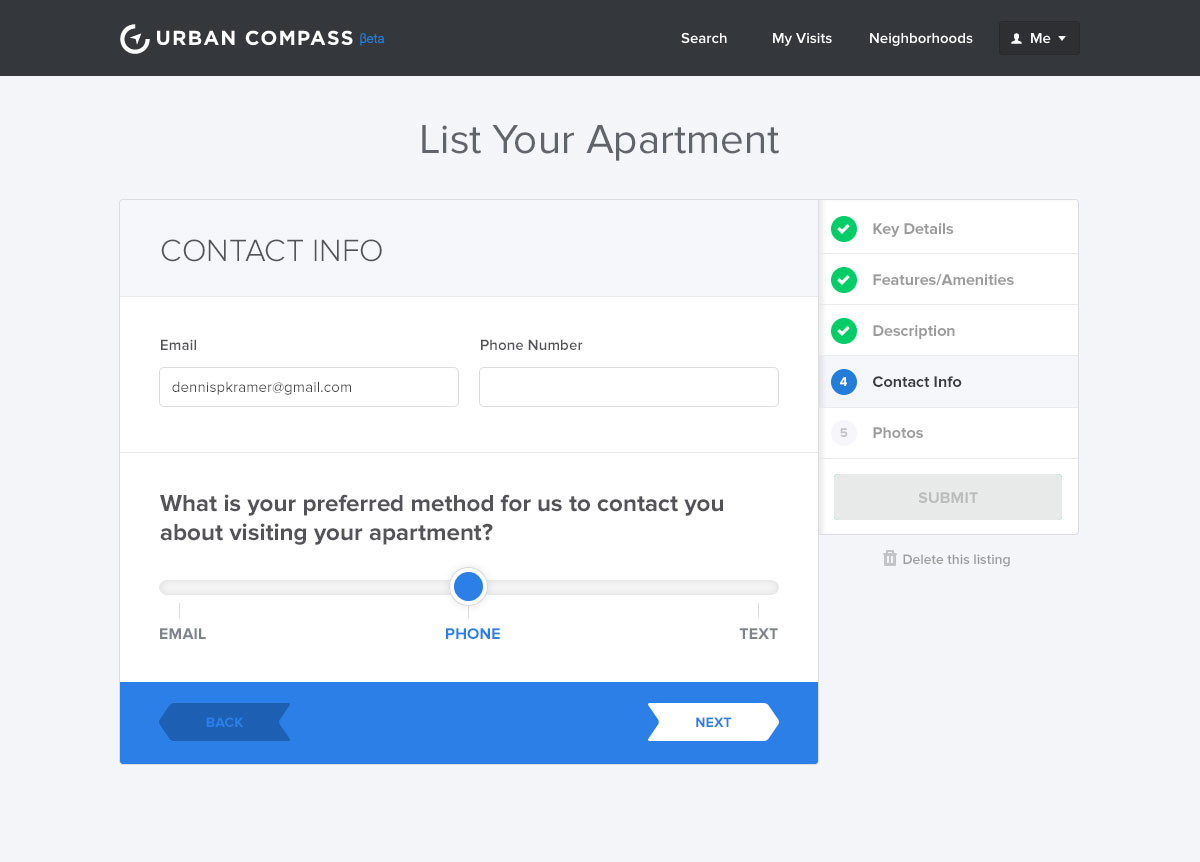 URBAN COMPASS βeta
Search
My Visits
Neighborhoods
Me
List Your Apartment
CONTACT INFO
Email
Phone Number
dennispkramer@gmail.com
What is your preferred method for us to contact you
about visiting your apartment?
EMAIL
PHONE
TEXT
BACK
NEXT
Key Details
Features/Amenities
Description
4 Contact Info
5 Photos
SUBMIT
Delete this listing